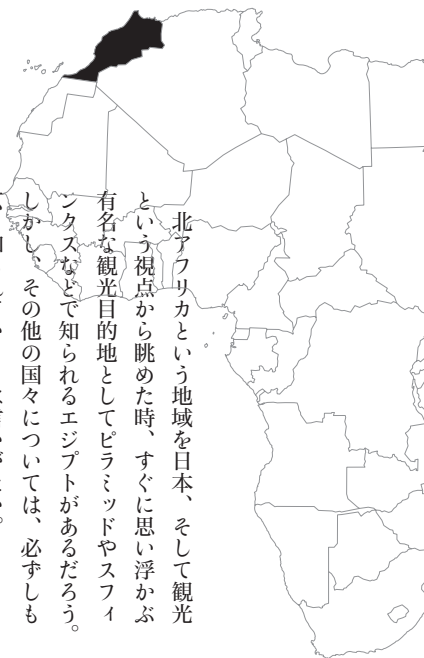 北アフリカという地域を日本、そして観光
という視点から眺めた時、すぐに思い浮かぶ
有名な観光目的地としてピラミッドやスフィ
ンクスなどで知られるエジプトがあるだろう。
しかし、その他の国々については、必ずしも